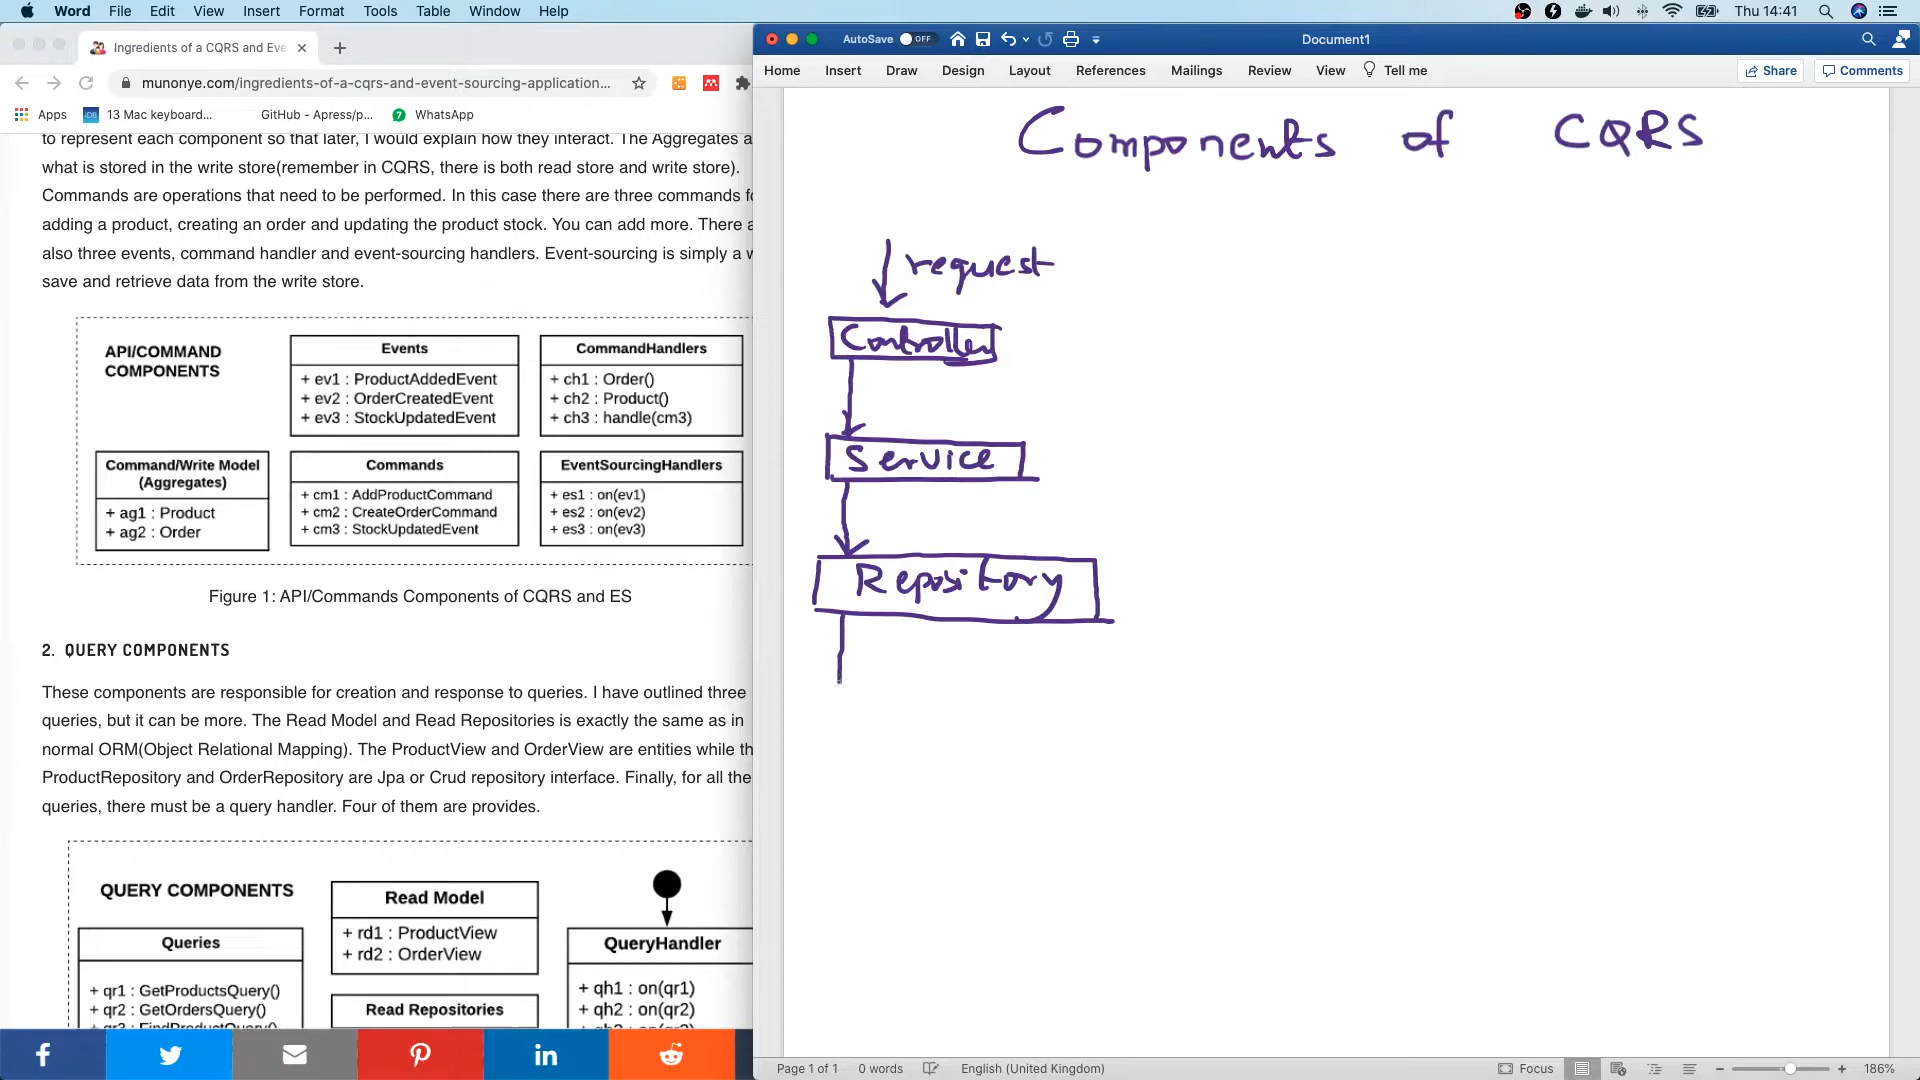 Word File Edit View Insert Format Tools Table Window Help Thu 14:41
Ingredients of a CQRS and Eve
munonye.com/ingredients-of-a-cqrs-and-event-sourcing-application...
Apps 13 Mac keyboard... GitHub - Apress/p... WhatsApp
to represent each component so that later, I would explain how they interact. The Aggregates a
what is stored in the write store(remember in CQRS, there is both read store and write store).
Commands are operations that need to be performed. In this case there are three commands fo
adding a product, creating an order and updating the product stock. You can add more. There a
also three events, command handler and event-sourcing handlers. Event-sourcing is simply a w
save and retrieve data from the write store.
API/COMMAND
COMPONENTS
Events
+ ev1 : ProductAddedEvent
+ ev2 : OrderCreatedEvent
+ ev3 : StockUpdatedEvent
CommandHandlers
+ ch1 : Order()
+ ch2 : Product()
+ ch3 : handle(cm3)
Command/Write Model
(Aggregates)
+ ag1 : Product
+ ag2 : Order
Commands
+ cm1 : AddProductCommand
+ cm2 : CreateOrderCommand
+ cm3 : StockUpdatedEvent
EventSourcingHandlers
+ es1 : on(ev1)
+ es2 : on(ev2)
+ es3 : on(ev3)
Figure 1: API/Commands Components of CQRS and ES
2. QUERY COMPONENTS
These components are responsible for creation and response to queries. I have outlined three
queries, but it can be more. The Read Model and Read Repositories is exactly the same as in
normal ORM(Object Relational Mapping). The ProductView and OrderView are entities while th
ProductRepository and OrderRepository are Jpa or Crud repository interface. Finally, for all the
queries, there must be a query handler. Four of them are provides.
QUERY COMPONENTS
Queries
+ qr1 : GetProductsQuery()
+ qr2 : GetOrdersQuery()
+ qr3 : FindProductQuery()
Read Model
+ rd1 : ProductView
+ rd2 : OrderView
Read Repositories
QueryHandler
+ qh1 : on(qr1)
+ qh2 : on(qr2)
AutoSave OFF Document1
Home Insert Draw Design Layout References Mailings Review View Tell me Share Comments
Components of CQRS
request
Controller
Service
Repository
Page 1 of 1 0 words English (United Kingdom) Focus 186%